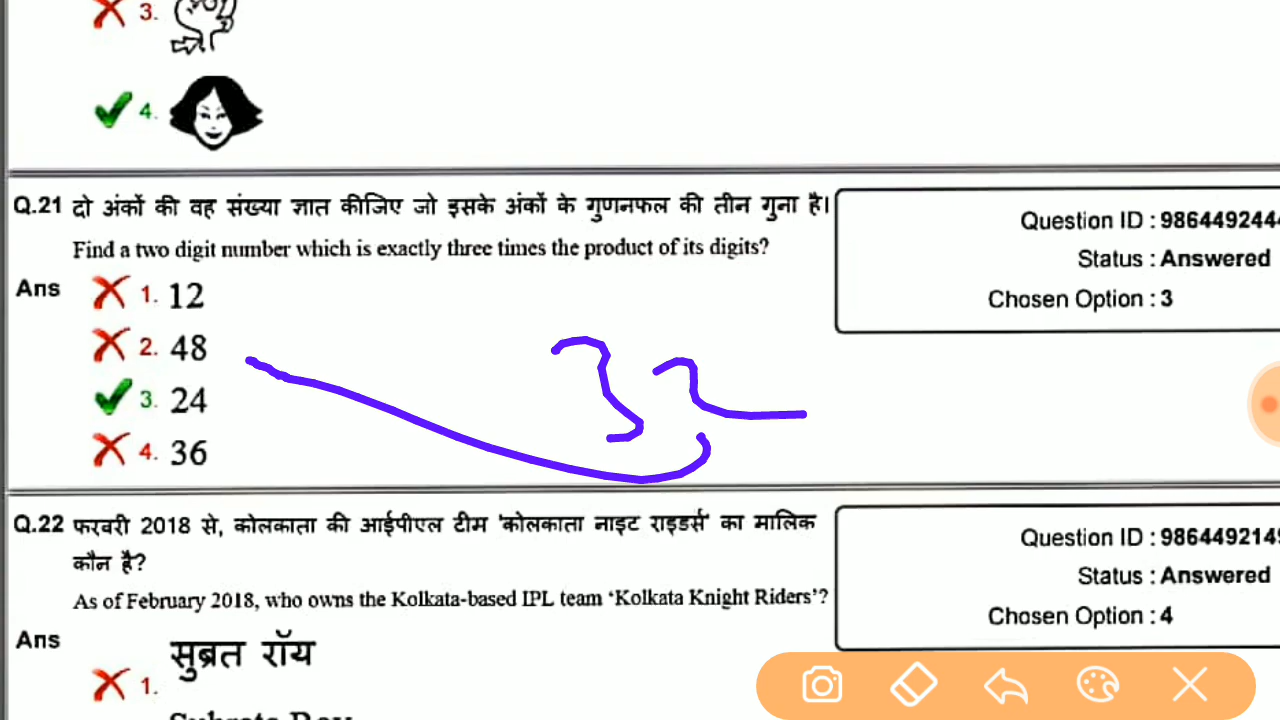 3.
4.
Q.21 दो अंकों की वह संख्या ज्ञात कीजिए जो इसके अंकों के गुणनफल की तीन गुना है।
Find a two digit number which is exactly three times the product of its digits?
Ans
1. 12
2. 48
3. 24
4. 36
32
Question ID : 986449244
Status : Answered
Chosen Option : 3
Q.22 फरवरी 2018 से, कोलकाता की आईपीएल टीम 'कोलकाता नाइट राइडर्स' का मालिक
कौन है?
As of February 2018, who owns the Kolkata-based IPL team ‘Kolkata Knight Riders’?
Ans
1. सुब्रत रॉय
Question ID : 986449214
Status : Answered
Chosen Option : 4